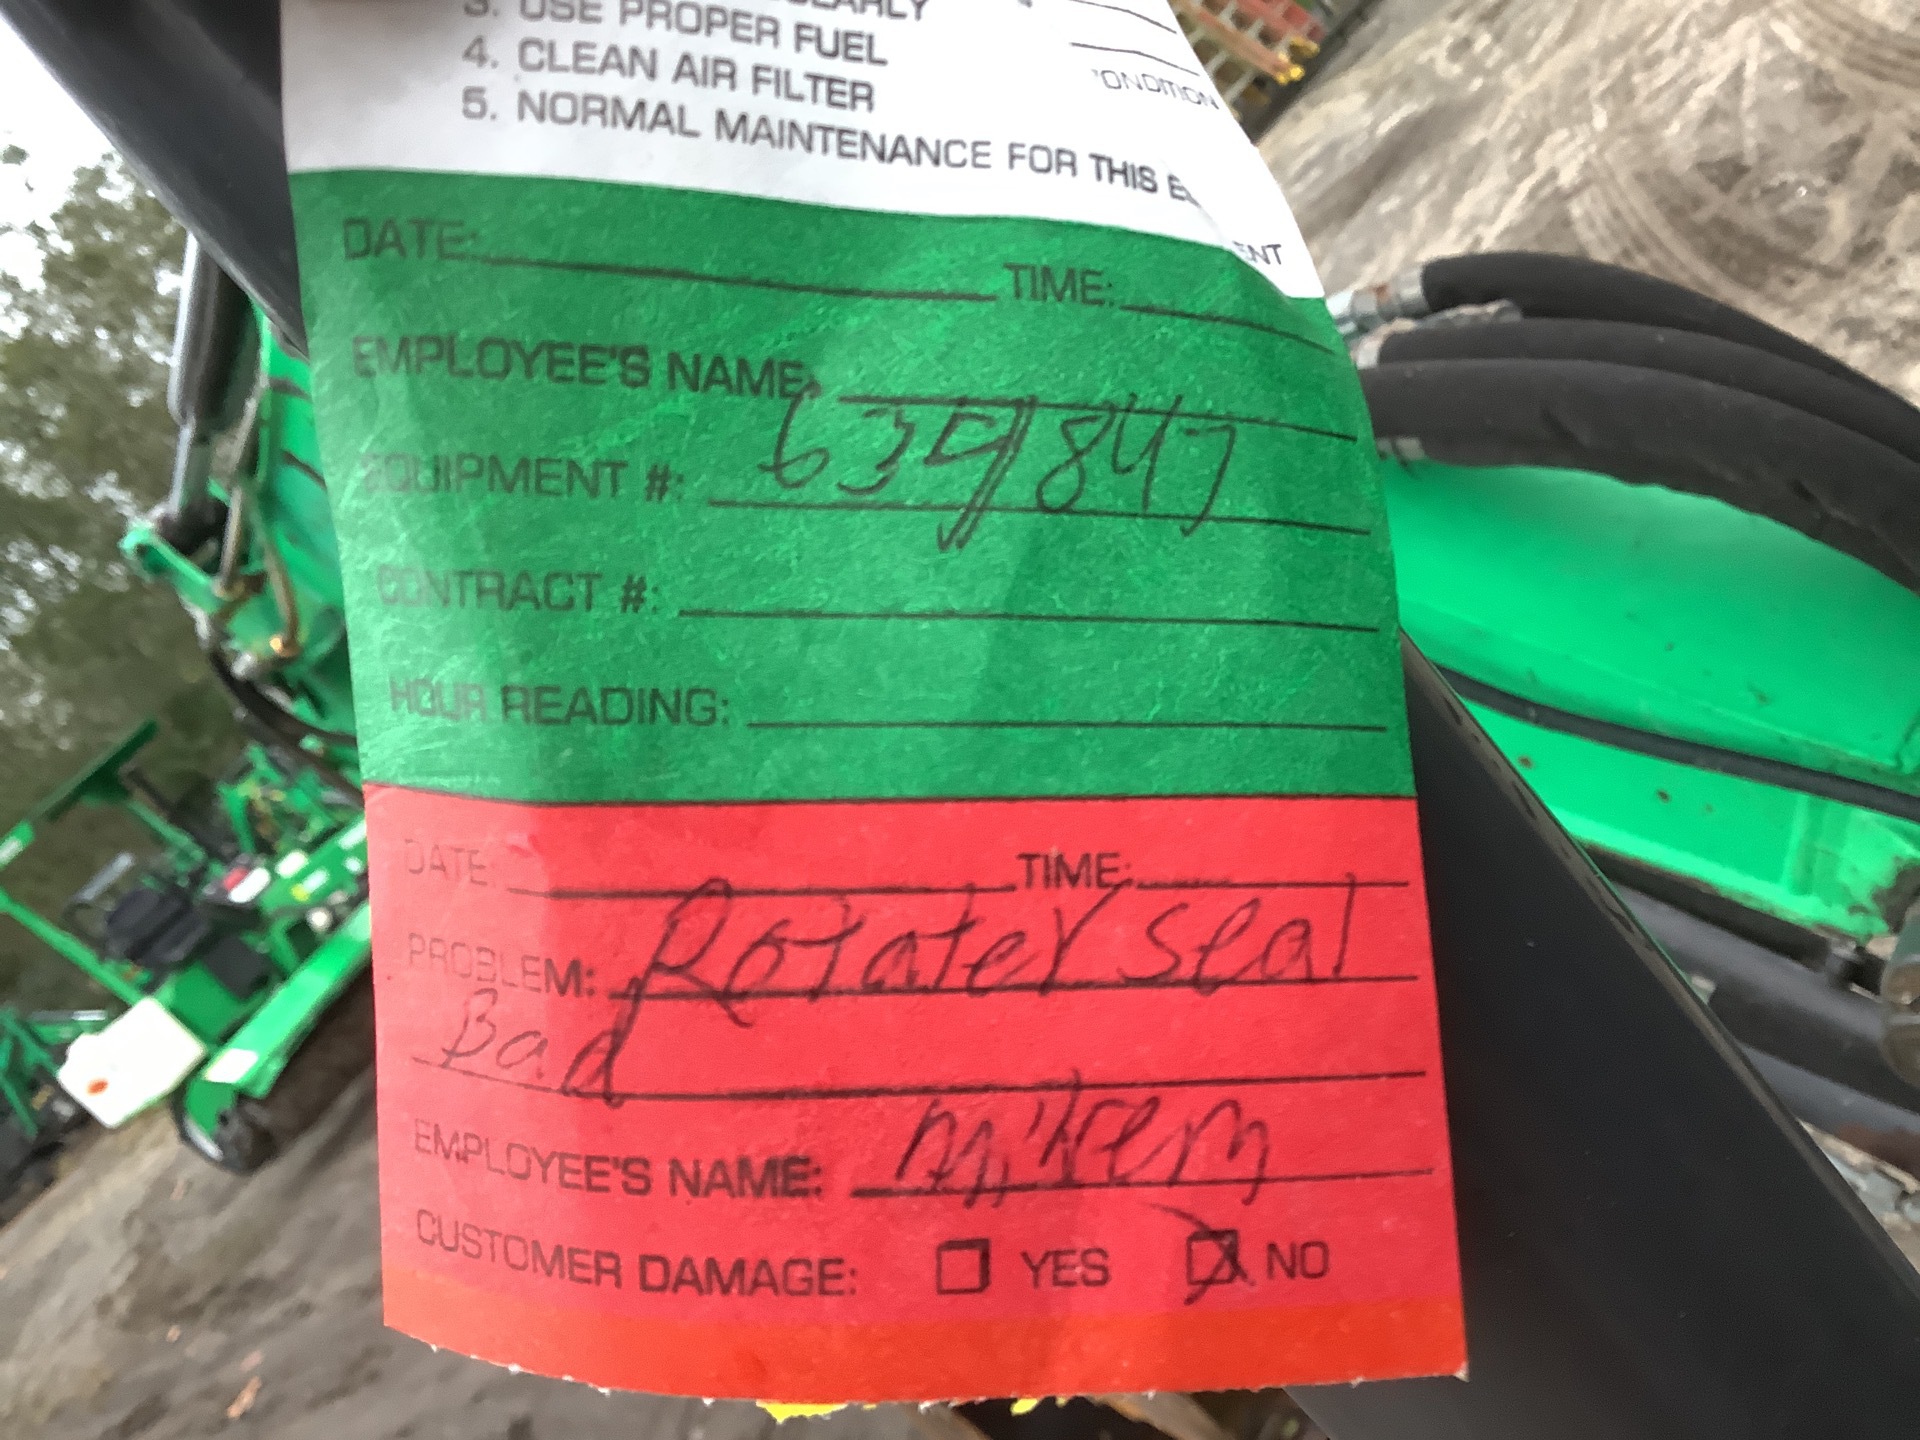 3. USE PROPER FUEL
4. CLEAN AIR FILTER
5. NORMAL MAINTENANCE FOR THIS
DATE: TIME:
EMPLOYEE'S NAME:
EQUIPMENT #:
CONTRACT #:
HOUR READING:
DATE: TIME:
PROBLEM: Rotater seal
Bad
EMPLOYEE'S NAME: mikem
CUSTOMER DAMAGE: YES NO